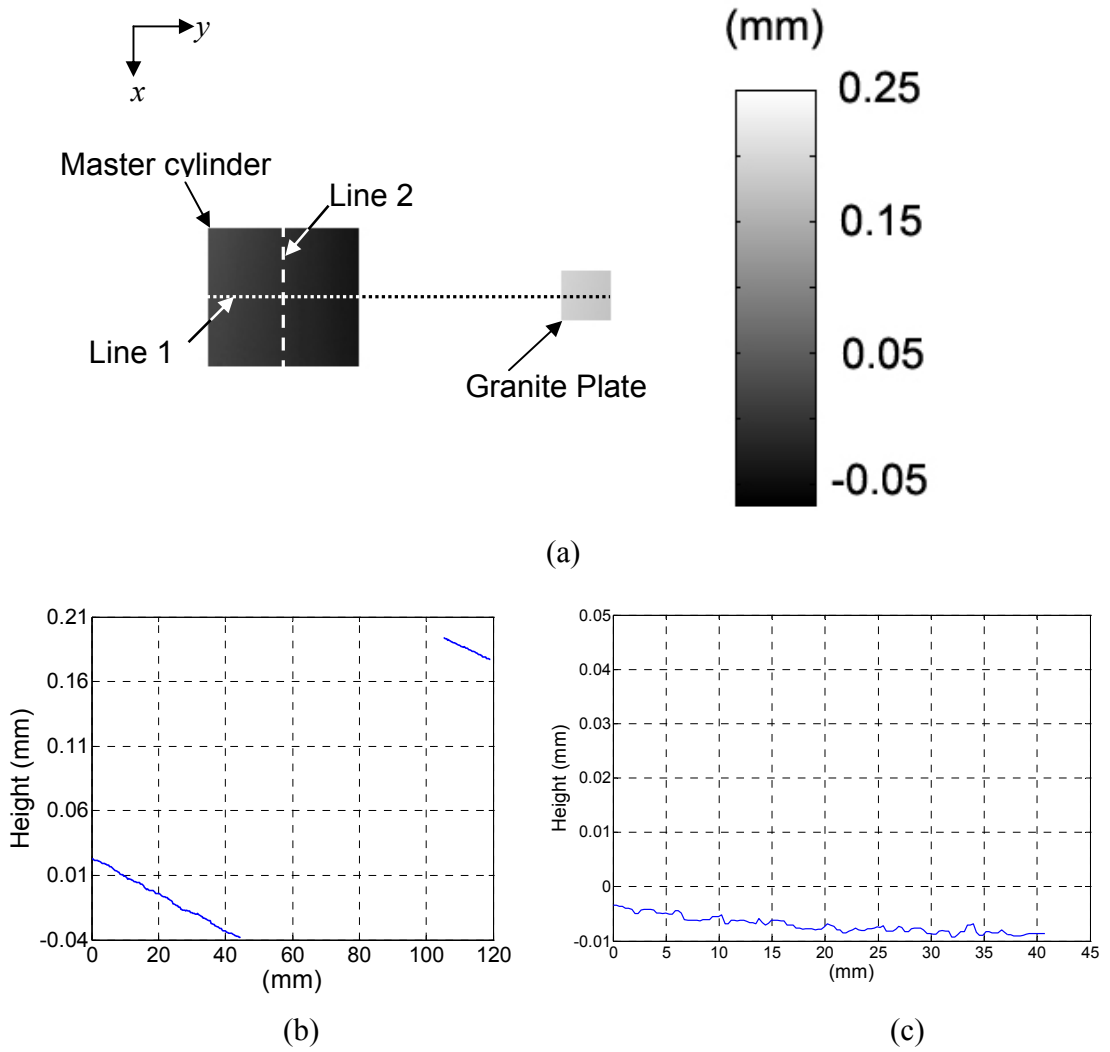 (mm)
y
x
0.25
0.15
0.05
-0.05
Master cylinder
Line 2
Line 1
Granite Plate
(a)
0.21
0.16
0.11
0.06
0.01
-0.04
Height (mm)
0 20 40 60 80 100 120
(mm)
(b)
0.05
0.04
0.03
0.02
0.01
0
-0.01
Height (mm)
0 5 10 15 20 25 30 35 40 45
(mm)
(c)